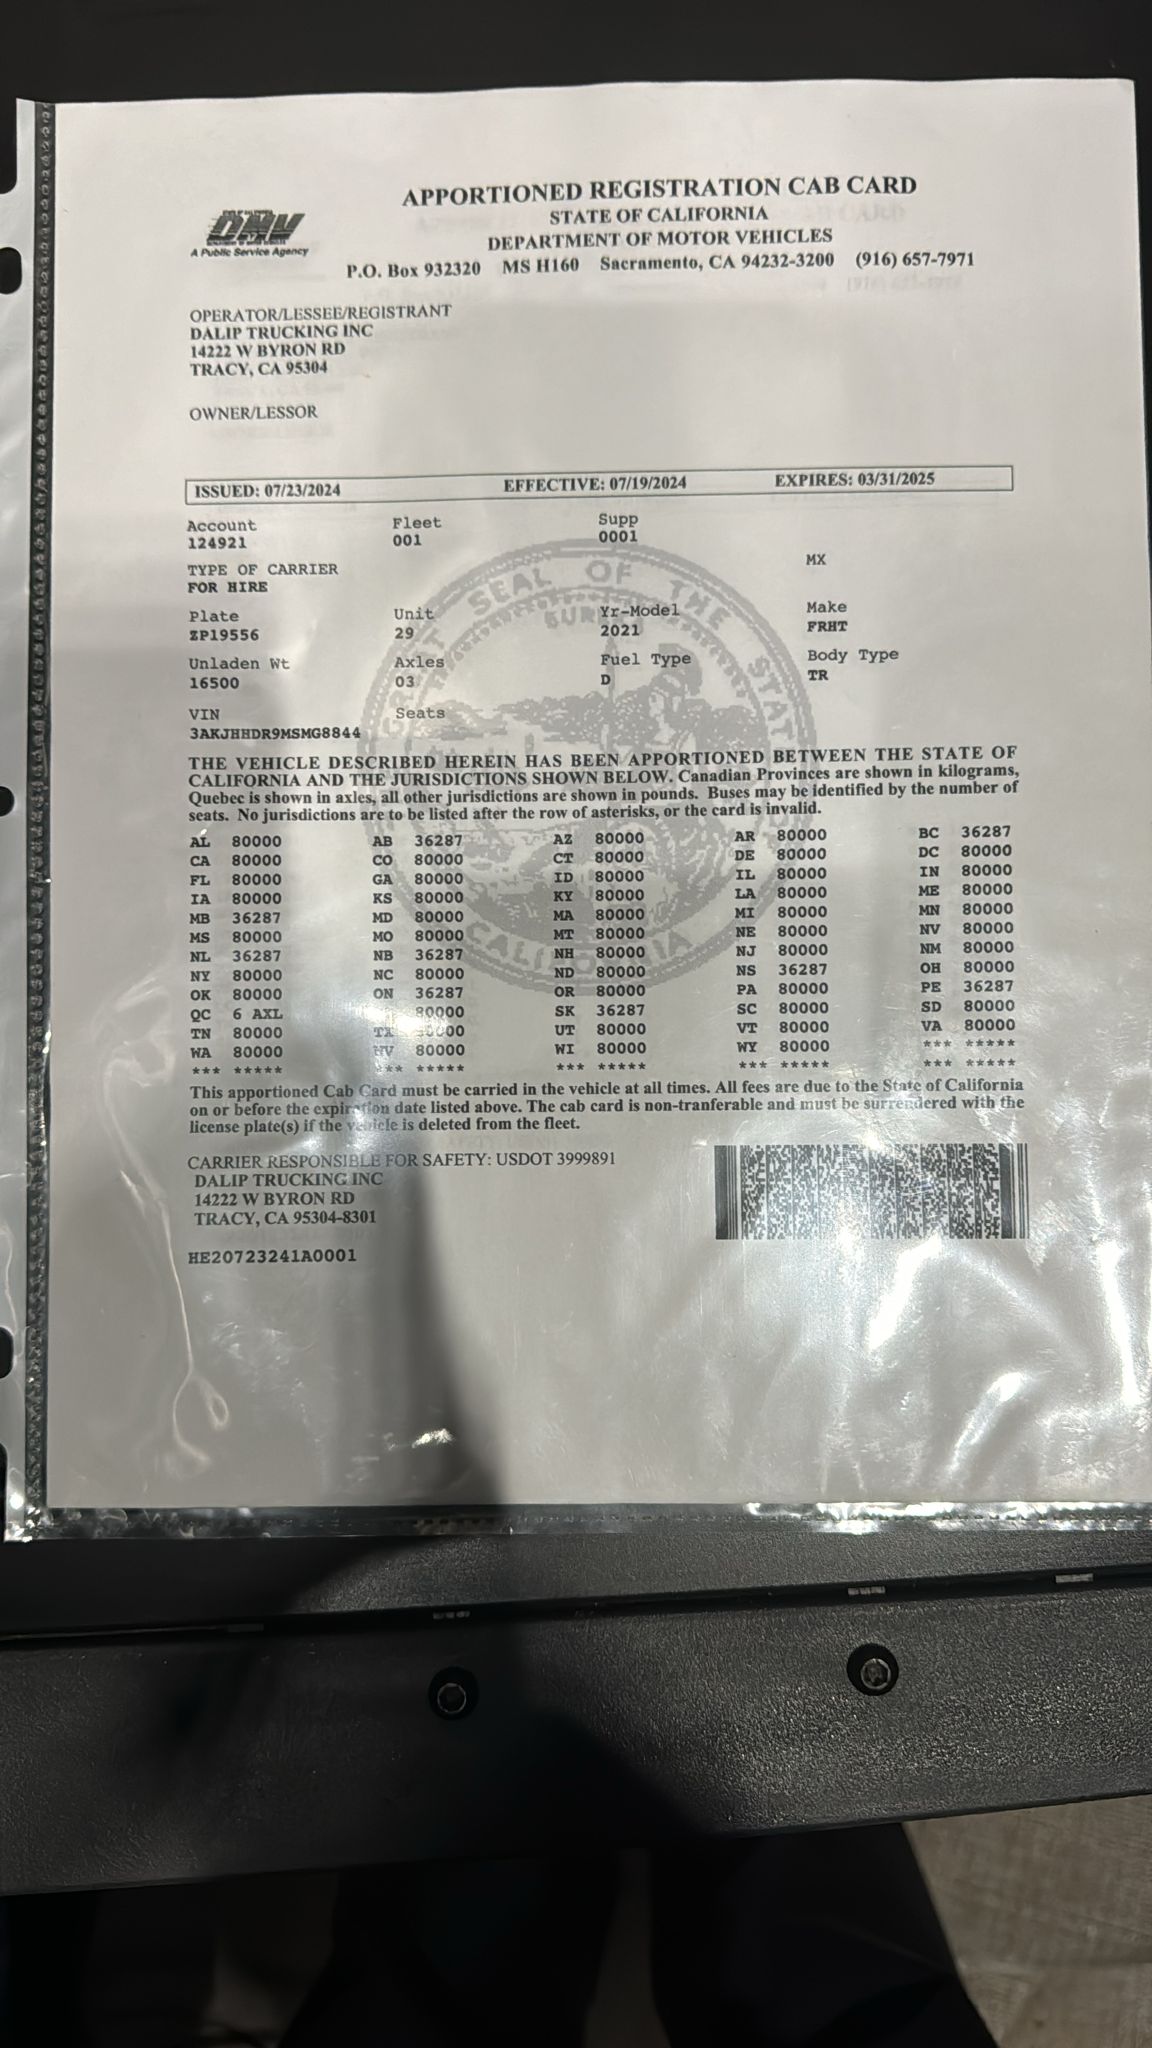 APPORTIONED REGISTRATION CAB CARD
STATE OF CALIFORNIA
DEPARTMENT OF MOTOR VEHICLES
P.O. Box 932320 MS H160 Sacramento, CA 94232-3200 (916) 657-7971
DMV
A Public Service Agency
OPERATOR/LESSEE/REGISTRANT
DALIP TRUCKING INC
14222 W BYRON RD
TRACY, CA 95304
OWNER/LESSOR
ISSUED: 07/23/2024 EFFECTIVE: 07/19/2024 EXPIRES: 03/31/2025
Account Fleet Supp
124921 001 0001
TYPE OF CARRIER MX
FOR HIRE
Plate Unit Yr-Model Make
ZP19556 29 2021 FRHT
Unladen Wt Axles Fuel Type Body Type
16500 03 D TR
VIN Seats
3AKJHHDR9MSMG8844
THE VEHICLE DESCRIBED HEREIN HAS BEEN APPORTIONED BETWEEN THE STATE OF
CALIFORNIA AND THE JURISDICTIONS SHOWN BELOW. Canadian Provinces are shown in kilograms,
Quebec is shown in axles, all other jurisdictions are shown in pounds. Buses may be identified by the number of
seats. No jurisdictions are to be listed after the row of asterisks, or the card is invalid.
AL 80000 AB 36287 AZ 80000 AR 80000 BC 36287
CA 80000 CO 80000 CT 80000 DE 80000 DC 80000
FL 80000 GA 80000 ID 80000 IL 80000 IN 80000
IA 80000 KS 80000 KY 80000 LA 80000 ME 80000
MB 36287 MD 80000 MA 80000 MI 80000 MN 80000
MS 80000 MO 80000 MT 80000 NE 80000 NV 80000
NL 36287 NB 36287 NH 80000 NJ 80000 NM 80000
NY 80000 NC 80000 ND 80000 NS 36287 OH 80000
OK 80000 ON 36287 OR 80000 PA 80000 PE 36287
QC 6 AXL 80000 SK 36287 SC 80000 SD 80000
TN 80000 TX UT 80000 VT 80000 VA 80000
WA 80000 WV 80000 WI 80000 WY 80000 *** *****
*** ***** *** ***** *** ***** *** ***** *** *****
This apportioned Cab Card must be carried in the vehicle at all times. All fees are due to the State of California
on or before the expiration date listed above. The cab card is non-tranferable and must be surrendered with the
license plate(s) if the vehicle is deleted from the fleet.
CARRIER RESPONSIBLE FOR SAFETY: USDOT 3999891
DALIP TRUCKING INC
14222 W BYRON RD
TRACY, CA 95304-8301
HE20723241A0001